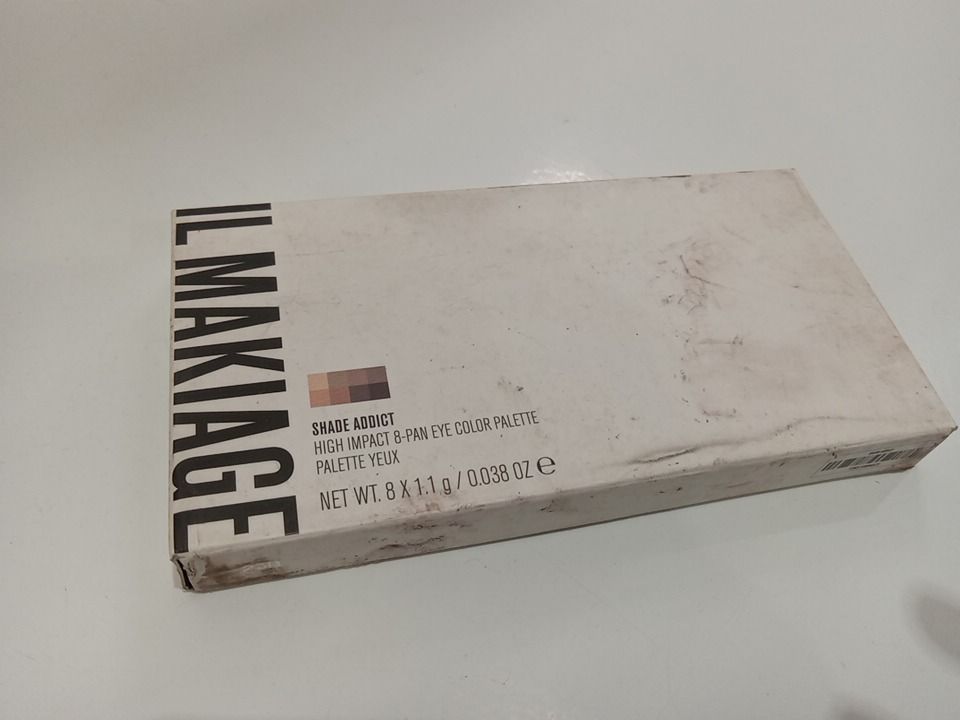 IL MAKIAGE
SHADE ADDICT
HIGH IMPACT 8-PAN EYE COLOR PALETTE
PALETTE YEUX
NET WT. 8 X 1.1 g / 0.038 OZ ℮